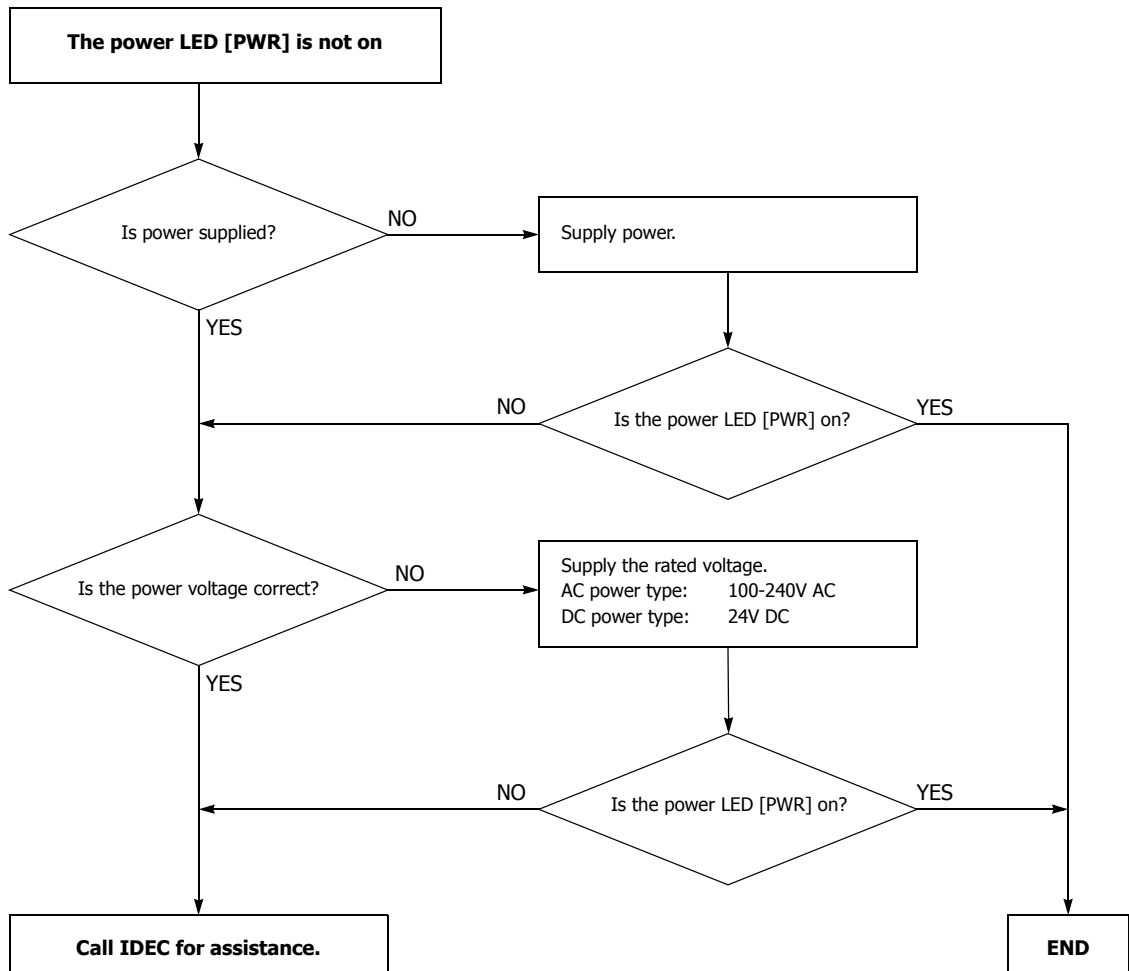 The power LED [PWR] is not on
Is power supplied?
NO
Supply power.
YES
NO
Is the power LED [PWR] on?
YES
Is the power voltage correct?
NO
Supply the rated voltage.
AC power type: 100-240V AC
DC power type: 24V DC
YES
NO
Is the power LED [PWR] on?
YES
Call IDEC for assistance.
END